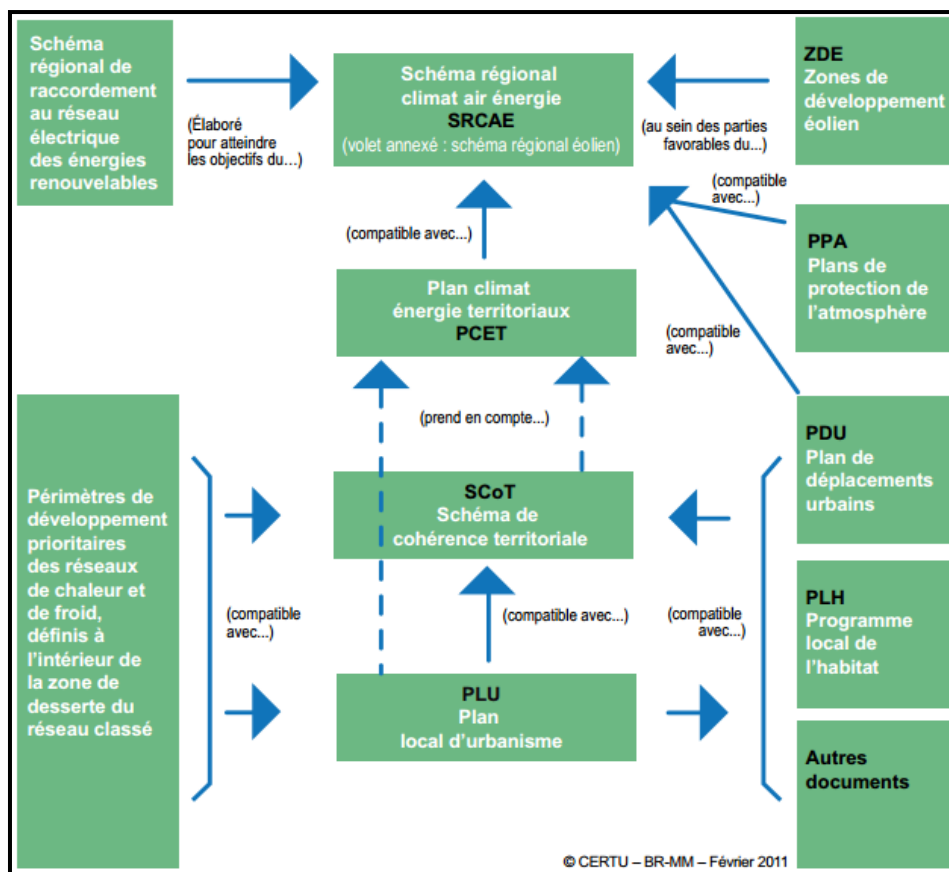 Schéma
régional de
raccordement
au réseau
électrique
des énergies
renouvelables
(Élaboré
pour atteindre
les objectifs du...)
Schéma régional
climat air énergie
SRCAE
(volet annexé : schéma régional éolien)
(au sein des parties
favorables du...)
ZDE
Zones de
développement
éolien
(compatible
avec...)
PPA
Plans de
protection de
l'atmosphère
(compatible avec...)
Plan climat
énergie territoriaux
PCET
(compatible
avec...)
(prend en compte...)
PDU
Plan de
déplacements
urbains
Périmètres de
développement
prioritaires
des réseaux
de chaleur et
de froid,
définis à
l'intérieur de
la zone de
desserte du
réseau classé
SCoT
Schéma de
cohérence territoriale
(compatible
avec...)
(compatible avec...)
(compatible
avec...)
PLH
Programme
local de
l'habitat
PLU
Plan
local d'urbanisme
Autres
documents
© CERTU – BR-MM – Février 2011